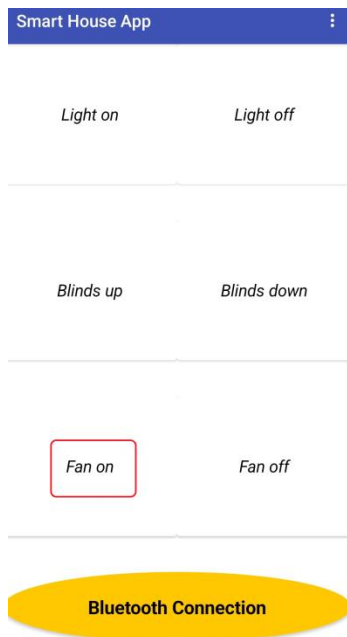 Smart House App
Light on Light off
Blinds up Blinds down
Fan on Fan off
Bluetooth Connection